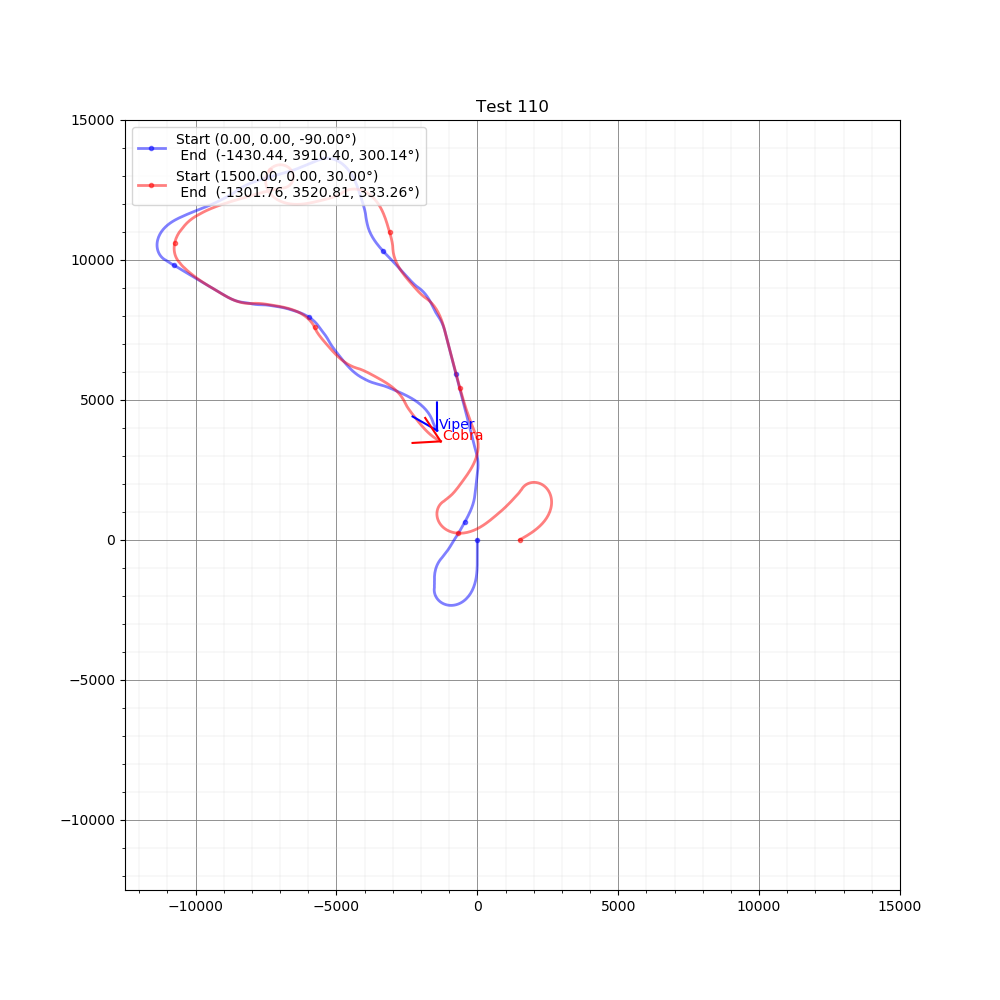 Test 110
Start (0.00, 0.00, -90.00°)
End  (-1430.44, 3910.40, 300.14°)
Start (1500.00, 0.00, 30.00°)
End  (-1301.76, 3520.81, 333.26°)
15000
10000
5000
0
−5000
−10000
Viper
Cobra
−10000
−5000
0
5000
10000
15000